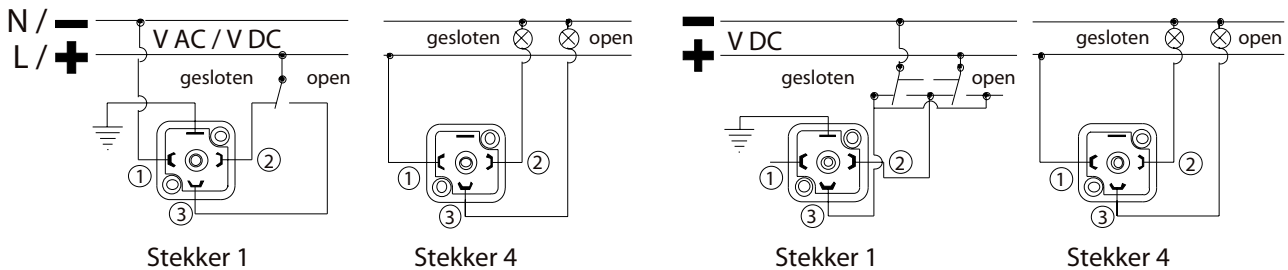 N / −
V AC / V DC
L / +
gesloten open
1
2
3
Stekker 1
gesloten open
1
2
3
Stekker 4
−
+ V DC
gesloten open
1
2
3
Stekker 1
gesloten open
1
2
3
Stekker 4